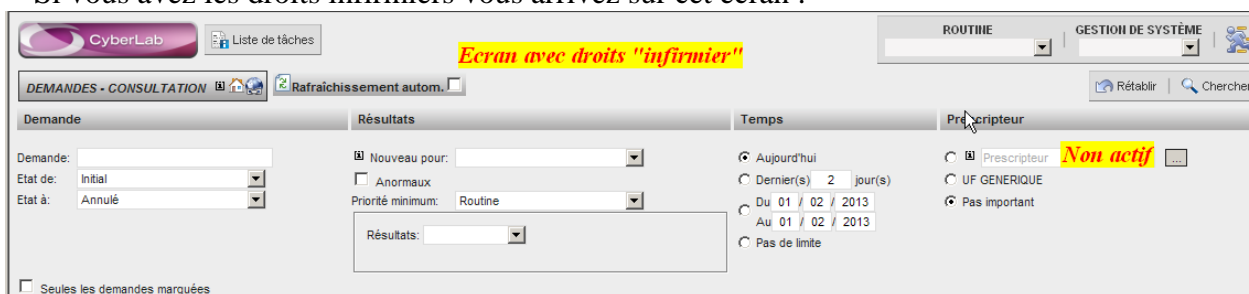 Si vous avez les droits infirmiers vous arrivez sur cet écran :
CyberLab Liste de tâches Ecran avec droits "infirmier" ROUTINE GESTION DE SYSTÈME
DEMANDES - CONSULTATION Rafraîchissement autom. Rétablir Chercher
Demande Résultats Temps Prescripteur
Demande: Nouveau pour: Aujourd'hui Prescripteur Non actif ...
Etat de: Initial Anormaux Dernier(s) 2 jour(s) UF GENERIQUE
Etat à: Annulé Priorité minimum: Routine Du 01 / 02 / 2013 Pas important
Au 01 / 02 / 2013
Résultats: Pas de limite
Seules les demandes marquées